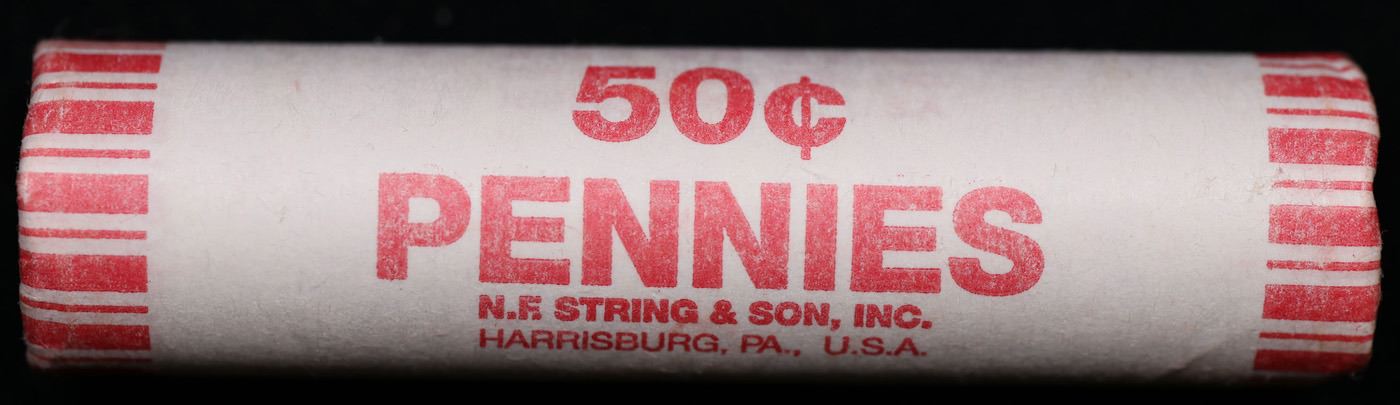 50¢
PENNIES
N.F. STRING & SON, INC.
HARRISBURG, PA., U.S.A.